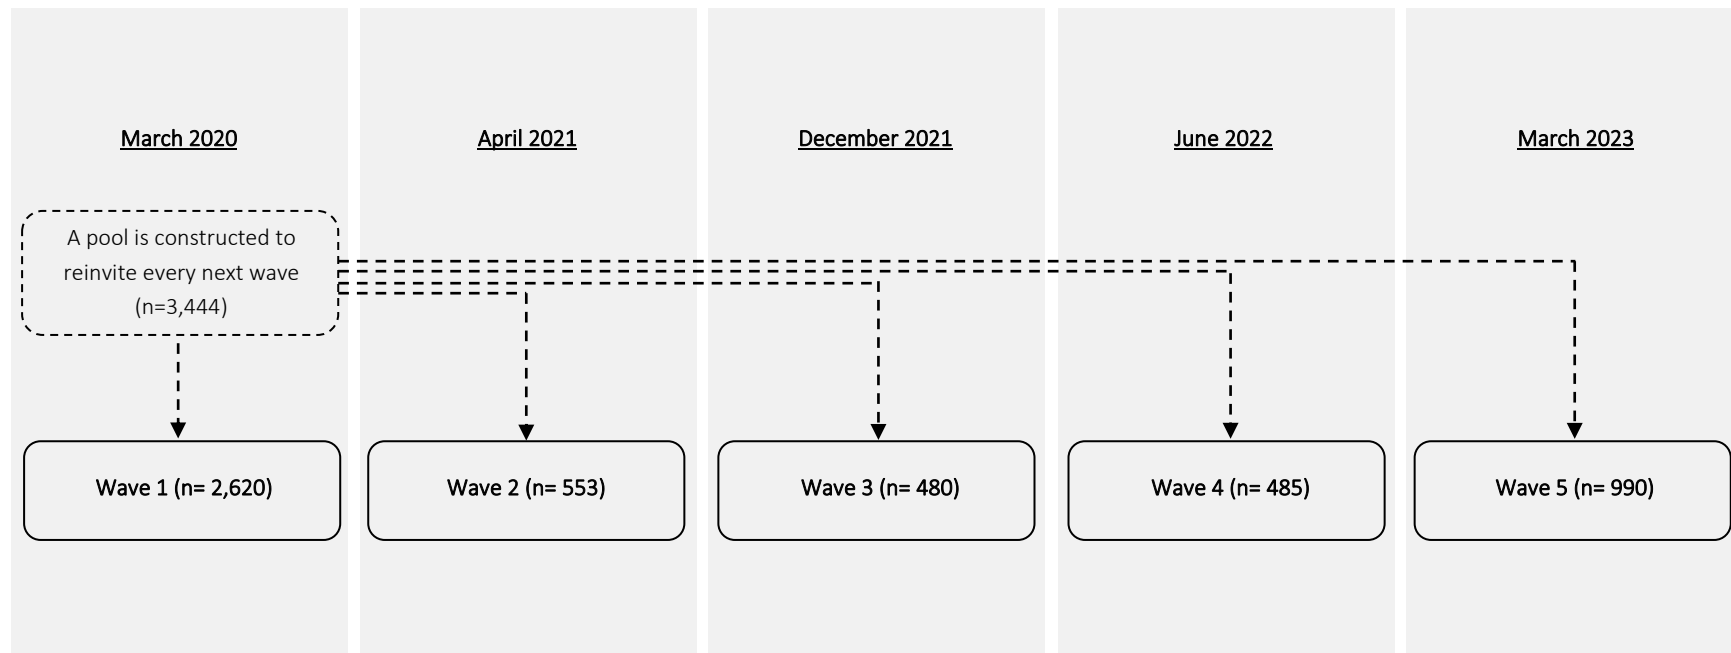 March 2020
April 2021
December 2021
June 2022
March 2023
A pool is constructed to
reinvite every next wave
(n=3,444)
Wave 1 (n= 2,620)
Wave 2 (n= 553)
Wave 3 (n= 480)
Wave 4 (n= 485)
Wave 5 (n= 990)